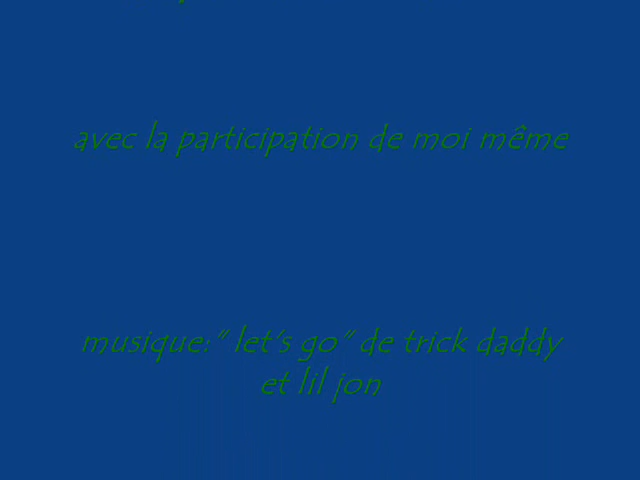 avec la participation de moi même
musique:" let's go" de trick daddy
et lil jon